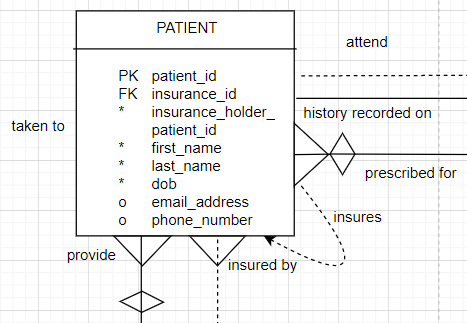 PATIENT
PK patient_id
FK insurance_id
* insurance_holder_
patient_id
* first_name
* last_name
* dob
o email_address
o phone_number
attend
history recorded on
taken to
prescribed for
insures
provide
insured by